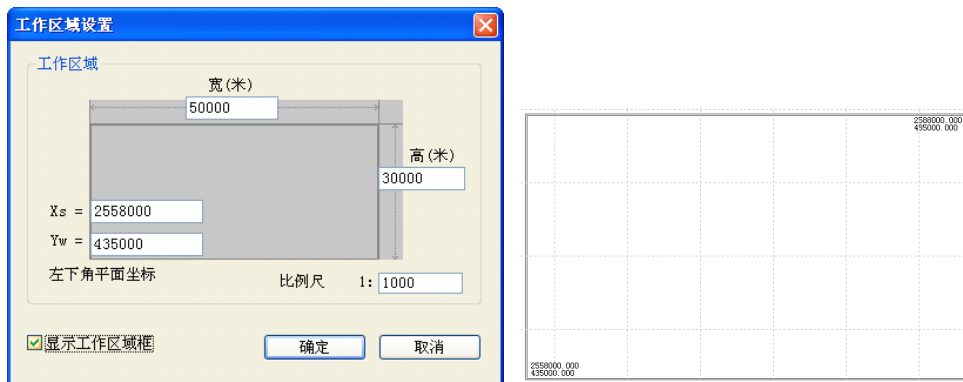 工作区域设置
工作区域
宽(米)
50000
高(米)
30000
Xs = 2558000
Yw = 435000
左下角平面坐标
比例尺 1: 1000
显示工作区域框
确定 取消
2588000.000
495000.000
2558000.000
435000.000